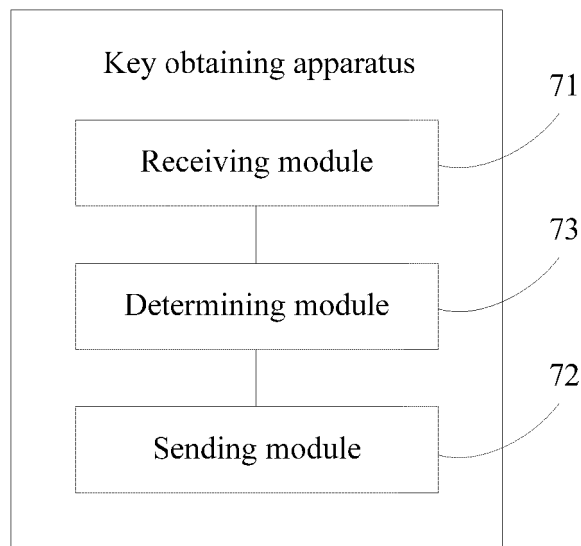 Key obtaining apparatus
71
Receiving module
73
Determining module
72
Sending module